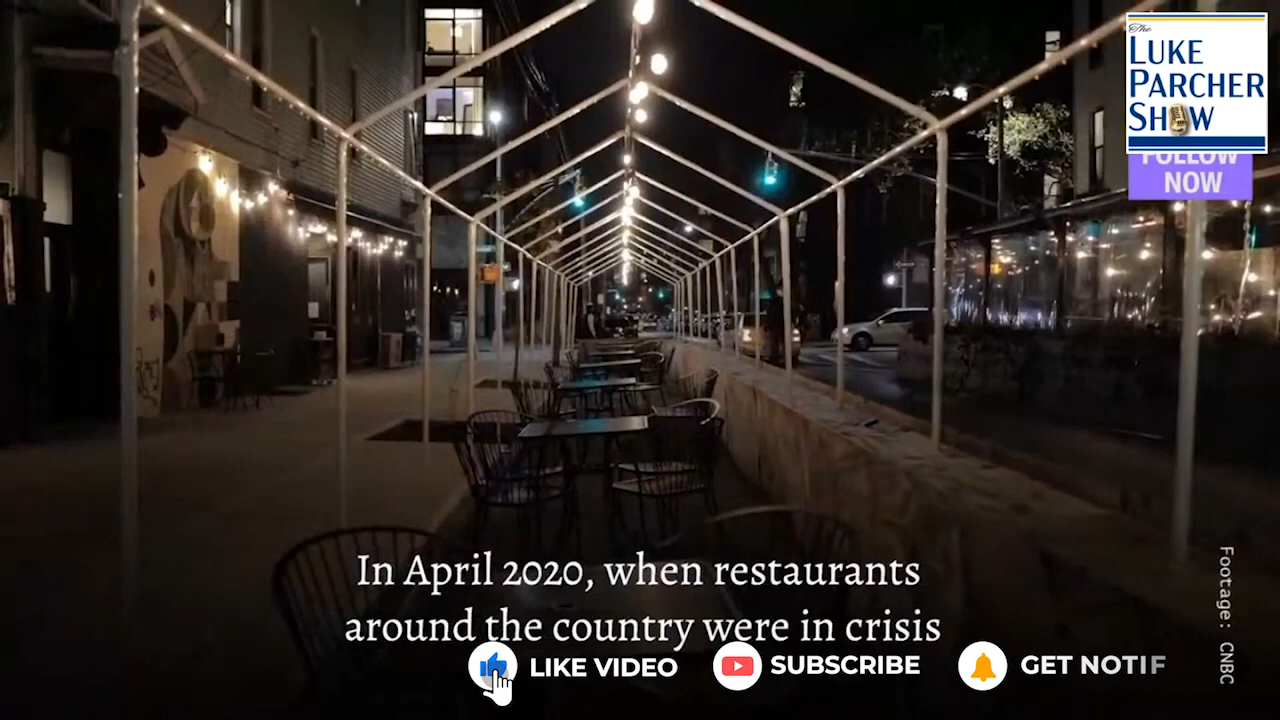 The
LUKE
PARCHER
SHOW
FOLLOW
NOW
In April 2020, when restaurants
around the country were in crisis
LIKE VIDEO
SUBSCRIBE
GET NOTIF
Footage: CNBC